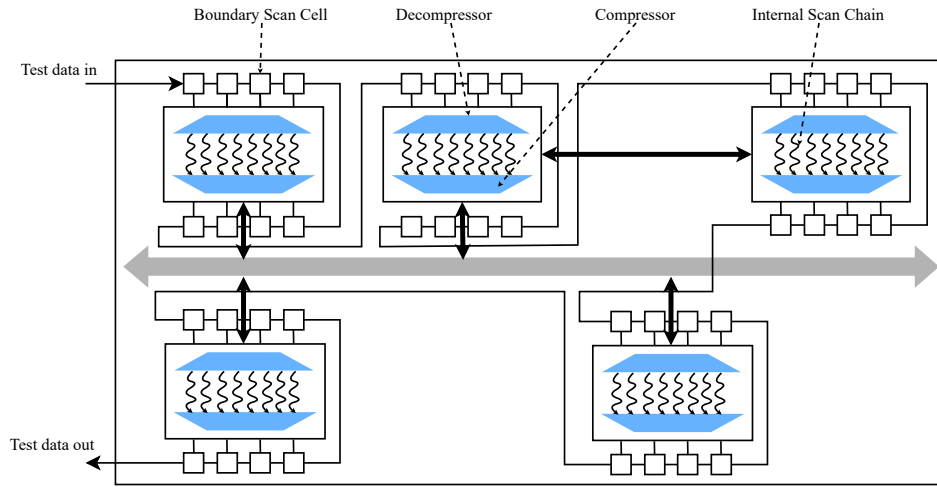 Boundary Scan Cell
Decompressor
Compressor
Internal Scan Chain
Test data in
Test data out